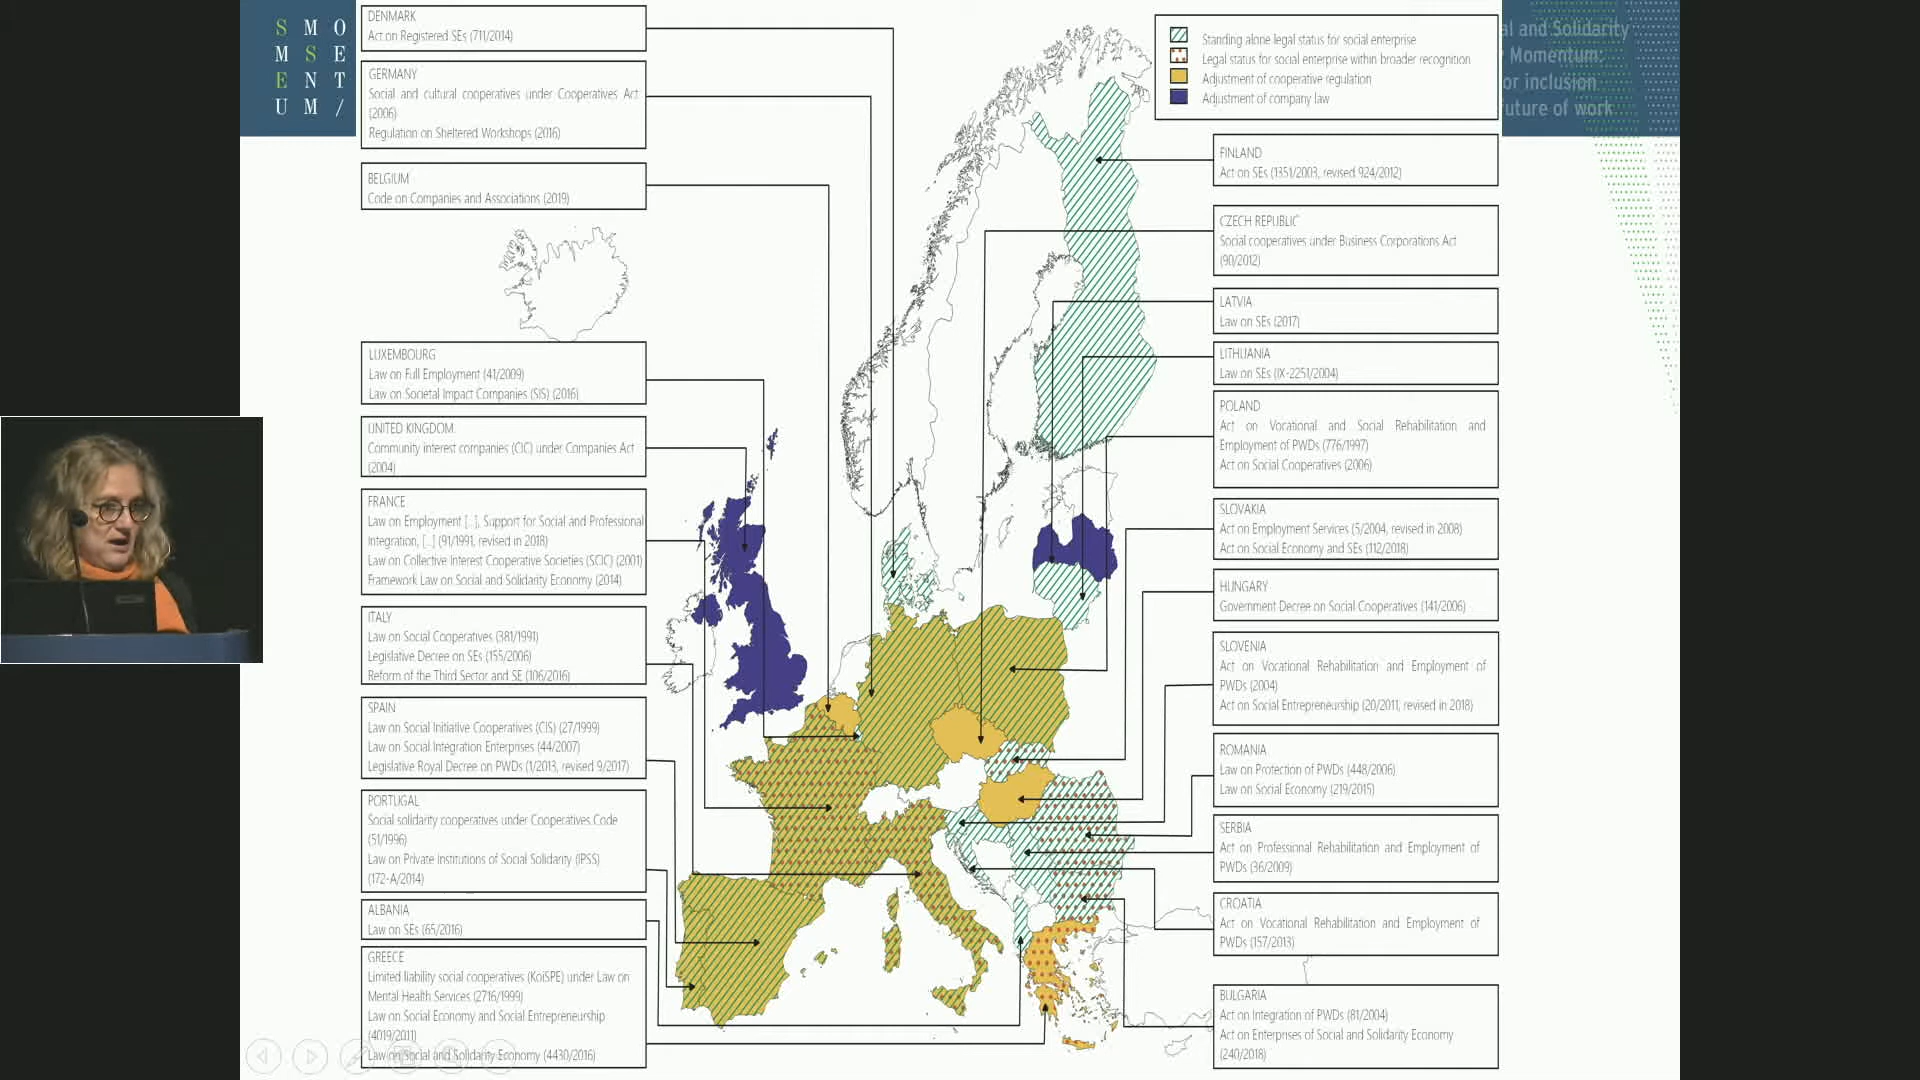 S M O
M S E
E N T
U M /
DENMARK
Act on Registered SEs (711/2014)
GERMANY
Social and cultural cooperatives under Cooperatives Act
(2006)
Regulation on Sheltered Workshops (2016)
BELGIUM
Code on Companies and Associations (2019)
LUXEMBOURG
Law on Full Employment (41/2009)
Law on Societal Impact Companies (SIS) (2016)
UNITED KINGDOM
Community interest companies (CIC) under Companies Act
(2004)
FRANCE
Law on Employment [...], Support for Social and Professional
Integration, [...] (91/1991, revised in 2018)
Law on Collective Interest Cooperative Societies (SCIC) (2001)
Framework Law on Social and Solidarity Economy (2014)
ITALY
Law on Social Cooperatives (381/1991)
Legislative Decree on SEs (155/2006)
Reform of the Third Sector and SE (106/2016)
SPAIN
Law on Social Initiative Cooperatives (CIS) (27/1999)
Law on Social Integration Enterprises (44/2007)
Legislative Royal Decree on PWDs (1/2013, revised 9/2017)
PORTUGAL
Social solidarity cooperatives under Cooperatives Code
(51/1996)
Law on Private Institutions of Social Solidarity (IPSS)
(172-A/2014)
ALBANIA
Law on SEs (65/2016)
GREECE
Limited liability social cooperatives (KoiSPE) under Law on
Mental Health Services (2716/1999)
Law on Social Economy and Social Entrepreneurship
(4019/2011)
Law on Social and Solidarity Economy (4430/2016)
Standing alone legal status for social enterprise
Legal status for social enterprise within broader recognition
Adjustment of cooperative regulation
Adjustment of company law
al and Solidarity
Momentum:
or inclusion
uture of work
FINLAND
Act on SEs (1351/2003, revised 924/2012)
CZECH REPUBLIC
Social cooperatives under Business Corporations Act
(90/2012)
LATVIA
Law on SEs (2017)
LITHUANIA
Law on SEs (IX-2251/2004)
POLAND
Act on Vocational and Social Rehabilitation and
Employment of PWDs (776/1997)
Act on Social Cooperatives (2006)
SLOVAKIA
Act on Employment Services (5/2004, revised in 2008)
Act on Social Economy and SEs (112/2018)
HUNGARY
Government Decree on Social Cooperatives (141/2006)
SLOVENIA
Act on Vocational Rehabilitation and Employment of
PWDs (2004)
Act on Social Entrepreneurship (20/2011, revised in 2018)
ROMANIA
Law on Protection of PWDs (448/2006)
Law on Social Economy (219/2015)
SERBIA
Act on Professional Rehabilitation and Employment of
PWDs (36/2009)
CROATIA
Act on Vocational Rehabilitation and Employment of
PWDs (157/2013)
BULGARIA
Act on Integration of PWDs (81/2004)
Act on Enterprises of Social and Solidarity Economy
(240/2018)